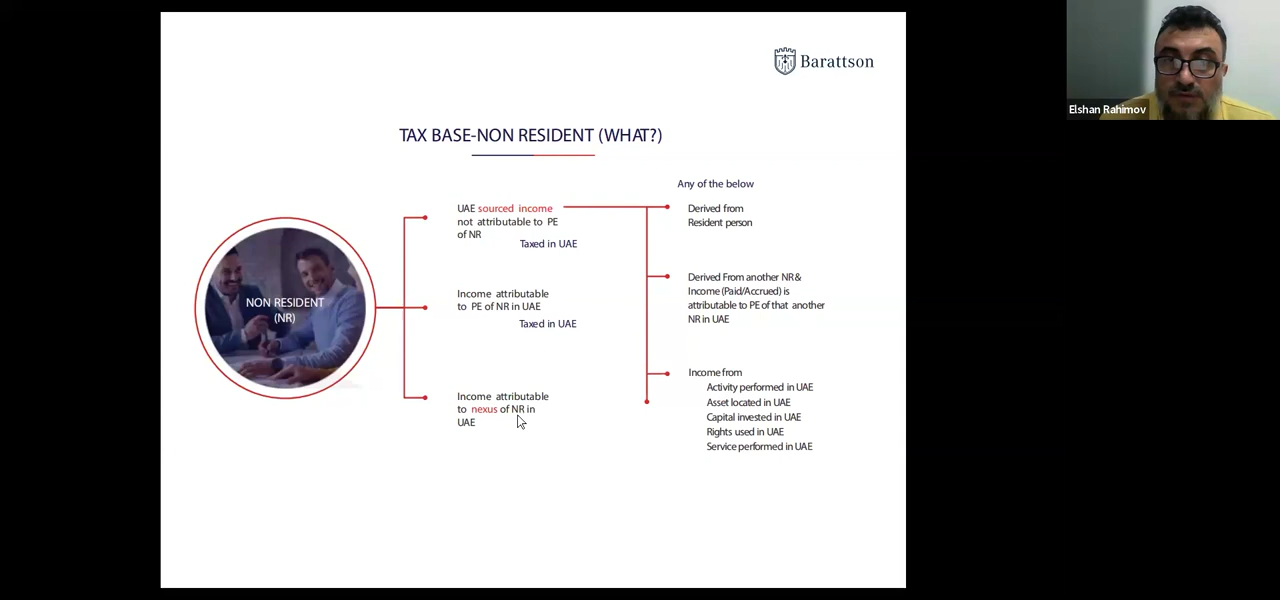 Barattson
Elshan Rahimov
TAX BASE-NON RESIDENT (WHAT?)
Any of the below
NON RESIDENT
(NR)
UAE sourced income
not attributable to PE
of NR
Taxed in UAE
Income attributable
to PE of NR in UAE
Taxed in UAE
Income attributable
to nexus of NR in
UAE
Derived from
Resident person
Derived From another NR &
Income (Paid/Accrued) is
attributable to PE of that another
NR in UAE
Income from
Activity performed in UAE
Asset located in UAE
Capital invested in UAE
Rights used in UAE
Service performed in UAE